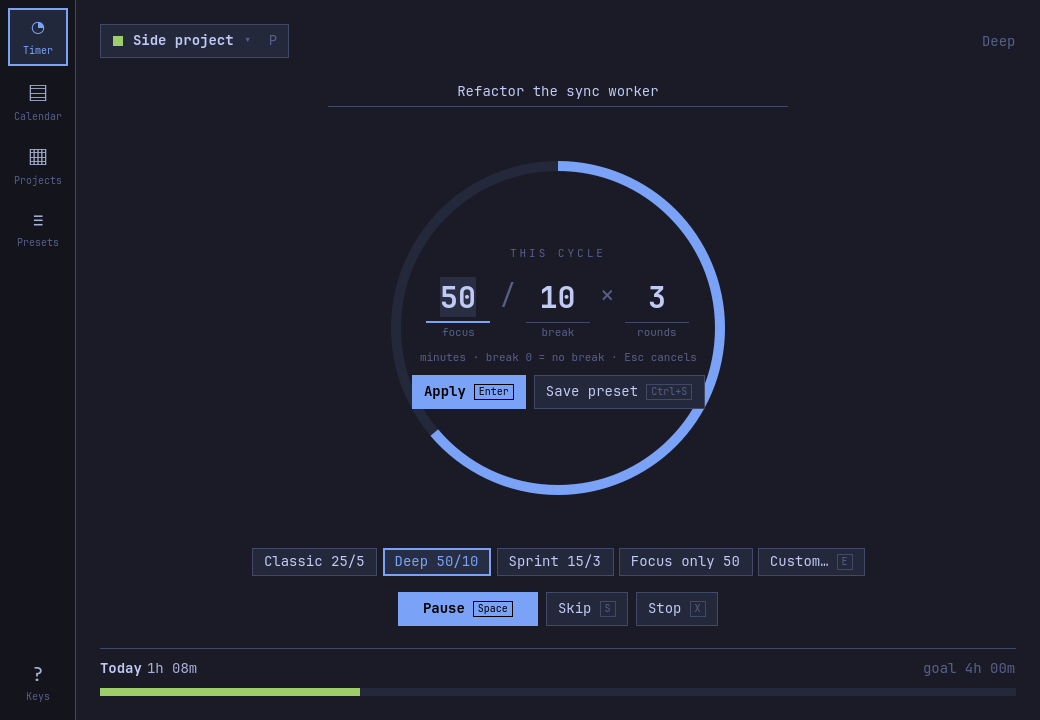 Timer
Calendar
Projects
Presets
? Keys
Side project ▾ P
Deep
Refactor the sync worker
THIS CYCLE
50 / 10 × 3
focus break rounds
minutes · break 0 = no break · Esc cancels
Apply Enter Save preset Ctrl+S
Classic 25/5 Deep 50/10 Sprint 15/3 Focus only 50 Custom… E
Pause Space Skip S Stop X
Today 1h 08m goal 4h 00m